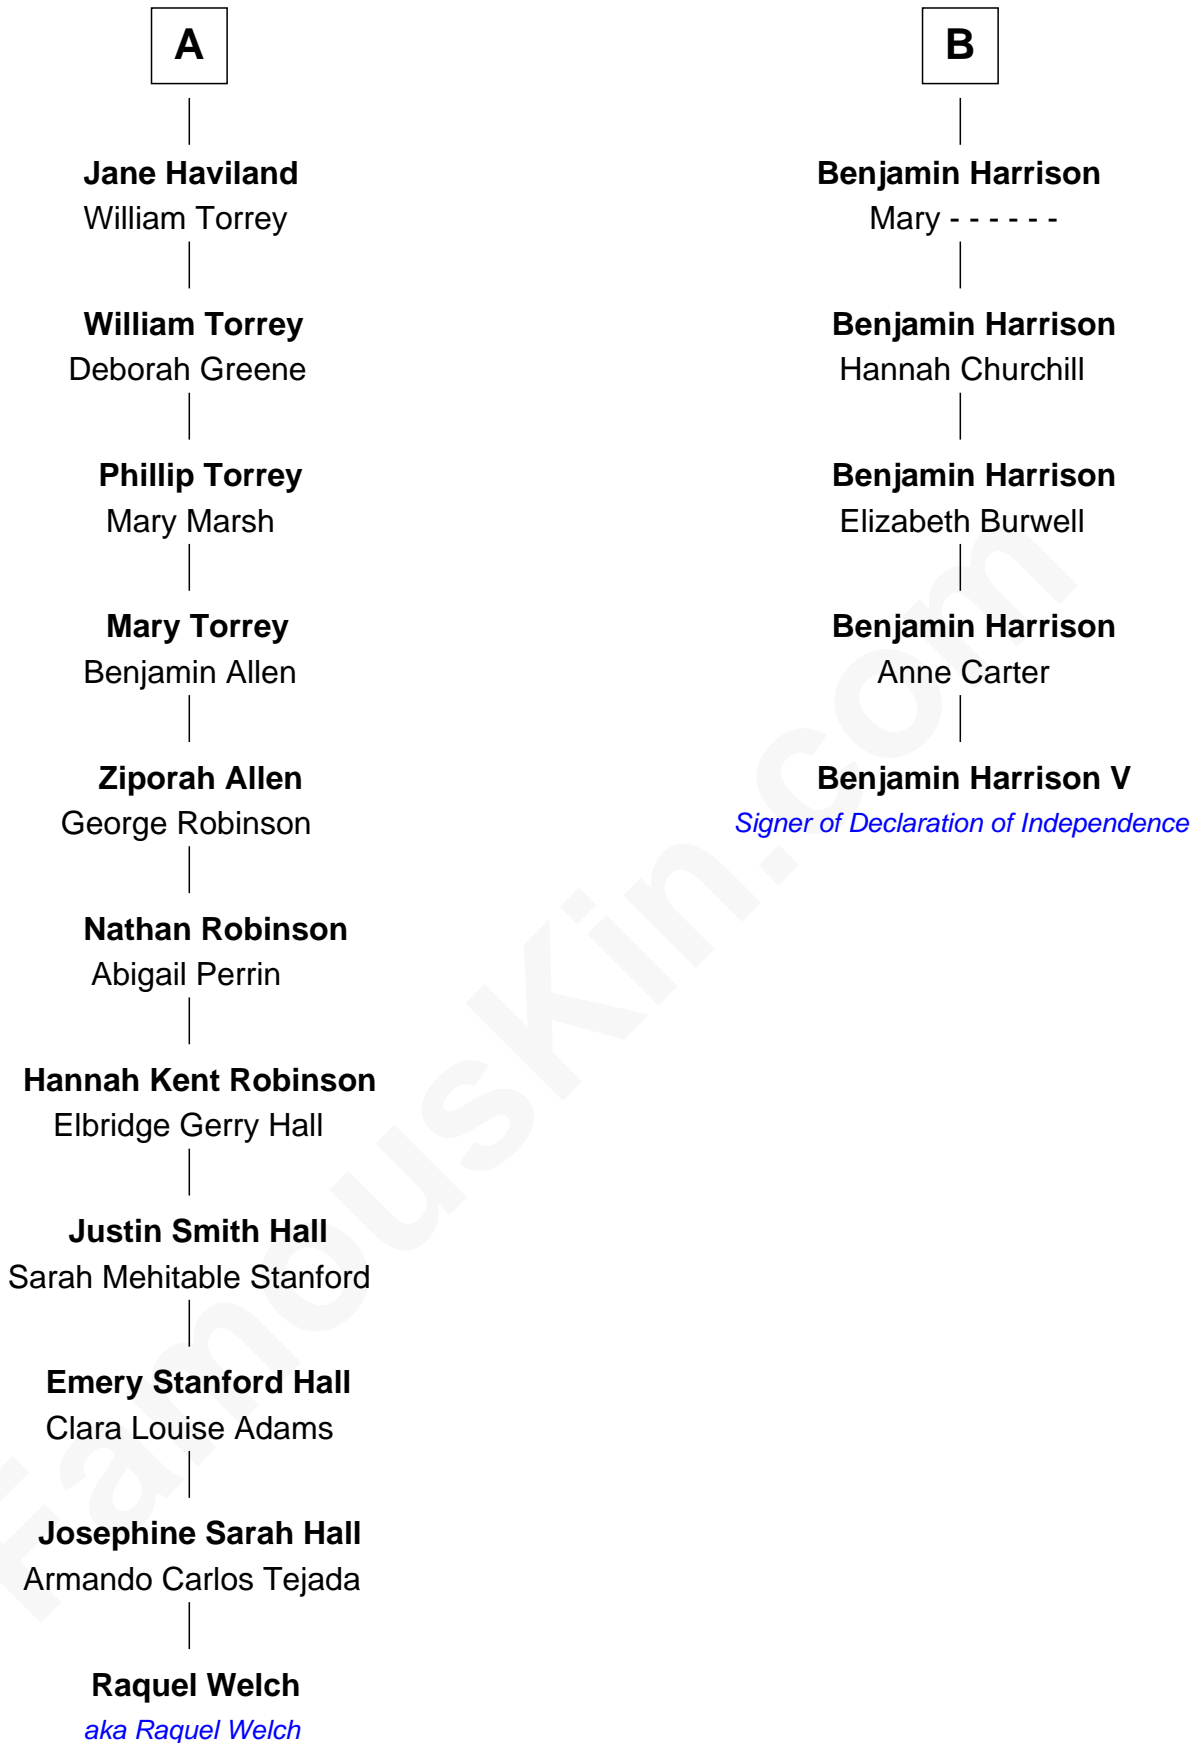 A
Jane Haviland
William Torrey
William Torrey
Deborah Greene
Phillip Torrey
Mary Marsh
Mary Torrey
Benjamin Allen
Ziporah Allen
George Robinson
Nathan Robinson
Abigail Perrin
Hannah Kent Robinson
Elbridge Gerry Hall
Justin Smith Hall
Sarah Mehitable Stanford
Emery Stanford Hall
Clara Louise Adams
Josephine Sarah Hall
Armando Carlos Tejada
Raquel Welch
aka Raquel Welch
B
Benjamin Harrison
Mary - - - - - -
Benjamin Harrison
Hannah Churchill
Benjamin Harrison
Elizabeth Burwell
Benjamin Harrison
Anne Carter
Benjamin Harrison V
Signer of Declaration of Independence
FamousKin.com